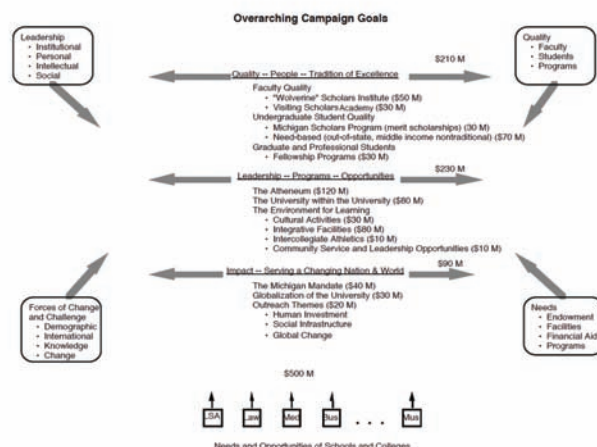 Overarching Campaign Goals
Leadership
• Institutional
• Personal
• Intellectual
• Social
$210 M
Quality
• Faculty
• Students
• Programs
Quality -- People -- Tradition of Excellence
Faculty Quality
• "Wolverine" Scholars Institute ($50 M)
• Visiting Scholars Academy ($30 M)
Undergraduate Student Quality
• Michigan Scholars Program (merit scholarships) (30 M)
• Need-based (out-of-state, middle income nontraditional) ($70 M)
Graduate and Professional Students
• Fellowship Programs ($30 M)
$230 M
Leadership -- Programs -- Opportunities
The Atheneum ($120 M)
The University within the University ($80 M)
The Environment for Learning
• Cultural Activities ($30 M)
• Integrative Facilities ($80 M)
• Intercollegiate Athletics ($10 M)
• Community Service and Leadership Opportunities ($10 M)
$90 M
Impact -- Serving a Changing Nation & World
The Michigan Mandate ($40 M)
Globalization of the University ($30 M)
Outreach Themes ($20 M)
• Human Investment
• Social Infrastructure
• Global Change
Forces of Change
and Challenge
• Demographic
• International
• Knowledge
• Change
Needs
• Endowment
• Facilities
• Financial Aid
• Programs
$500 M
LSA Law Med Bus . . . Mus
Needs and Opportunities of Schools and Colleges